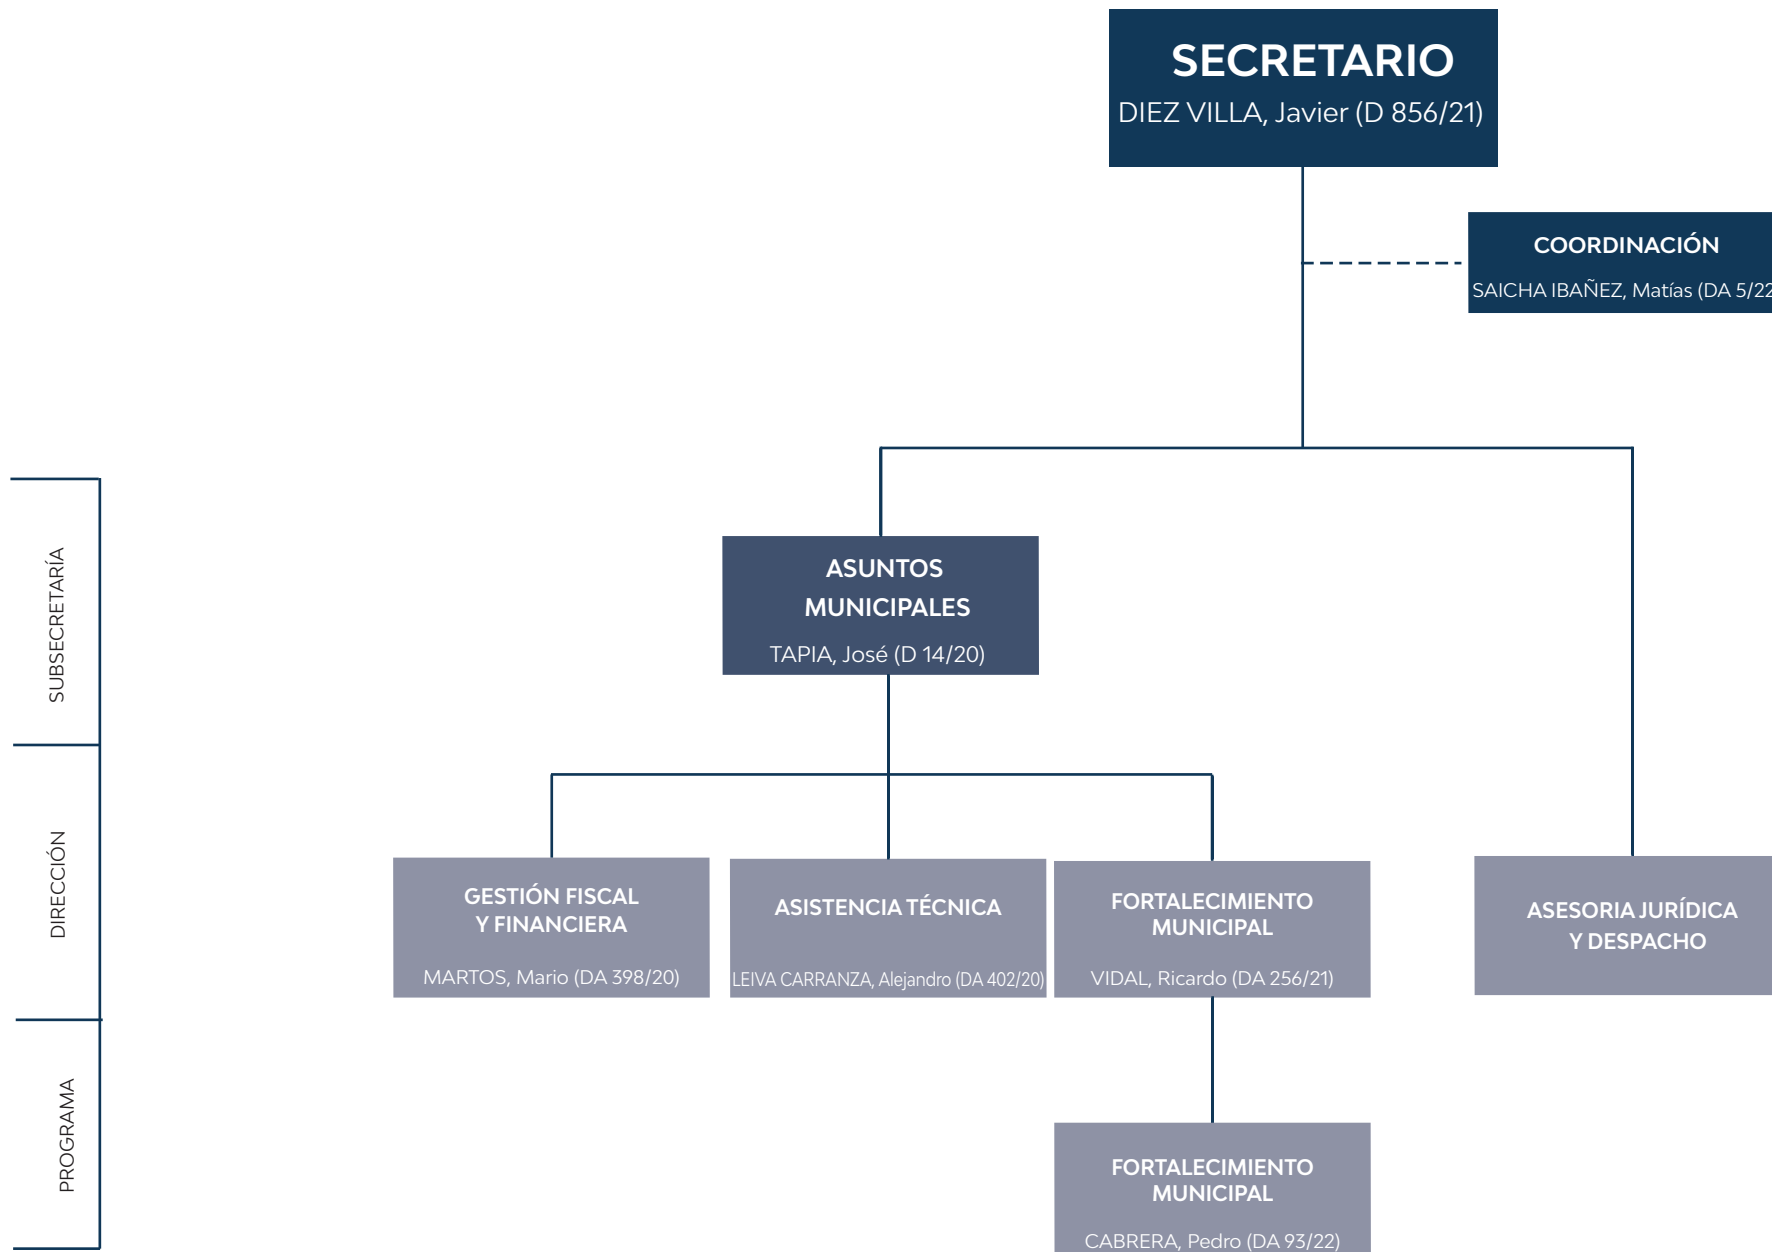 SECRETARIO
DIEZ VILLA, Javier (D 856/21)
COORDINACIÓN
SAICHA IBAÑEZ, Matías (DA 5/22
SUBSECRETARÍA
ASUNTOS
MUNICIPALES
TAPIA, José (D 14/20)
DIRECCIÓN
GESTIÓN FISCAL
Y FINANCIERA
MARTOS, Mario (DA 398/20)
ASISTENCIA TÉCNICA
LEIVA CARRANZA, Alejandro (DA 402/20)
FORTALECIMIENTO
MUNICIPAL
VIDAL, Ricardo (DA 256/21)
ASESORIA JURÍDICA
Y DESPACHO
PROGRAMA
FORTALECIMIENTO
MUNICIPAL
CABRERA, Pedro (DA 93/22)